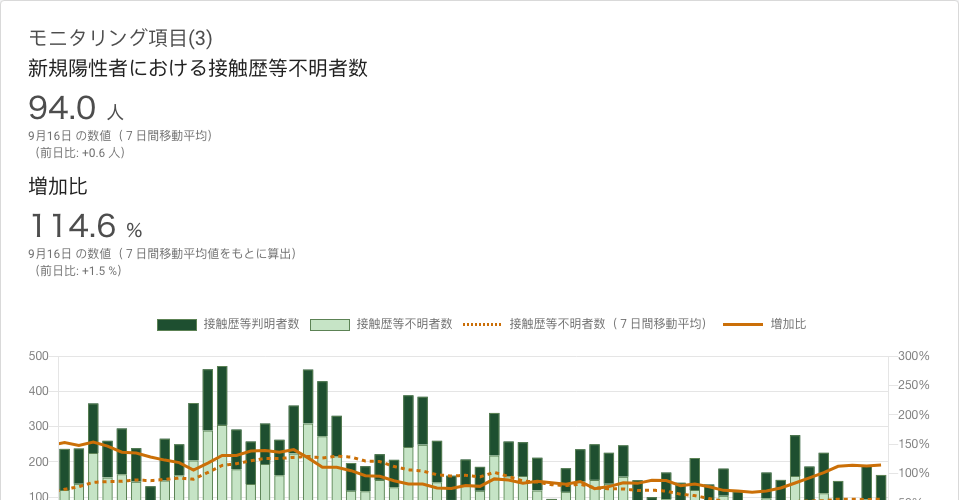 モニタリング項目(3)
新規陽性者における接触歴等不明者数
94.0 人
9月16日 の数値（７日間移動平均）
（前日比: +0.6 人）
増加比
114.6 %
9月16日 の数値（７日間移動平均値をもとに算出）
（前日比: +1.5 %）
接触歴等判明者数 接触歴等不明者数 接触歴等不明者数（７日間移動平均） 増加比
500 300%
400 250%
300 200%
200 150%
100 100%